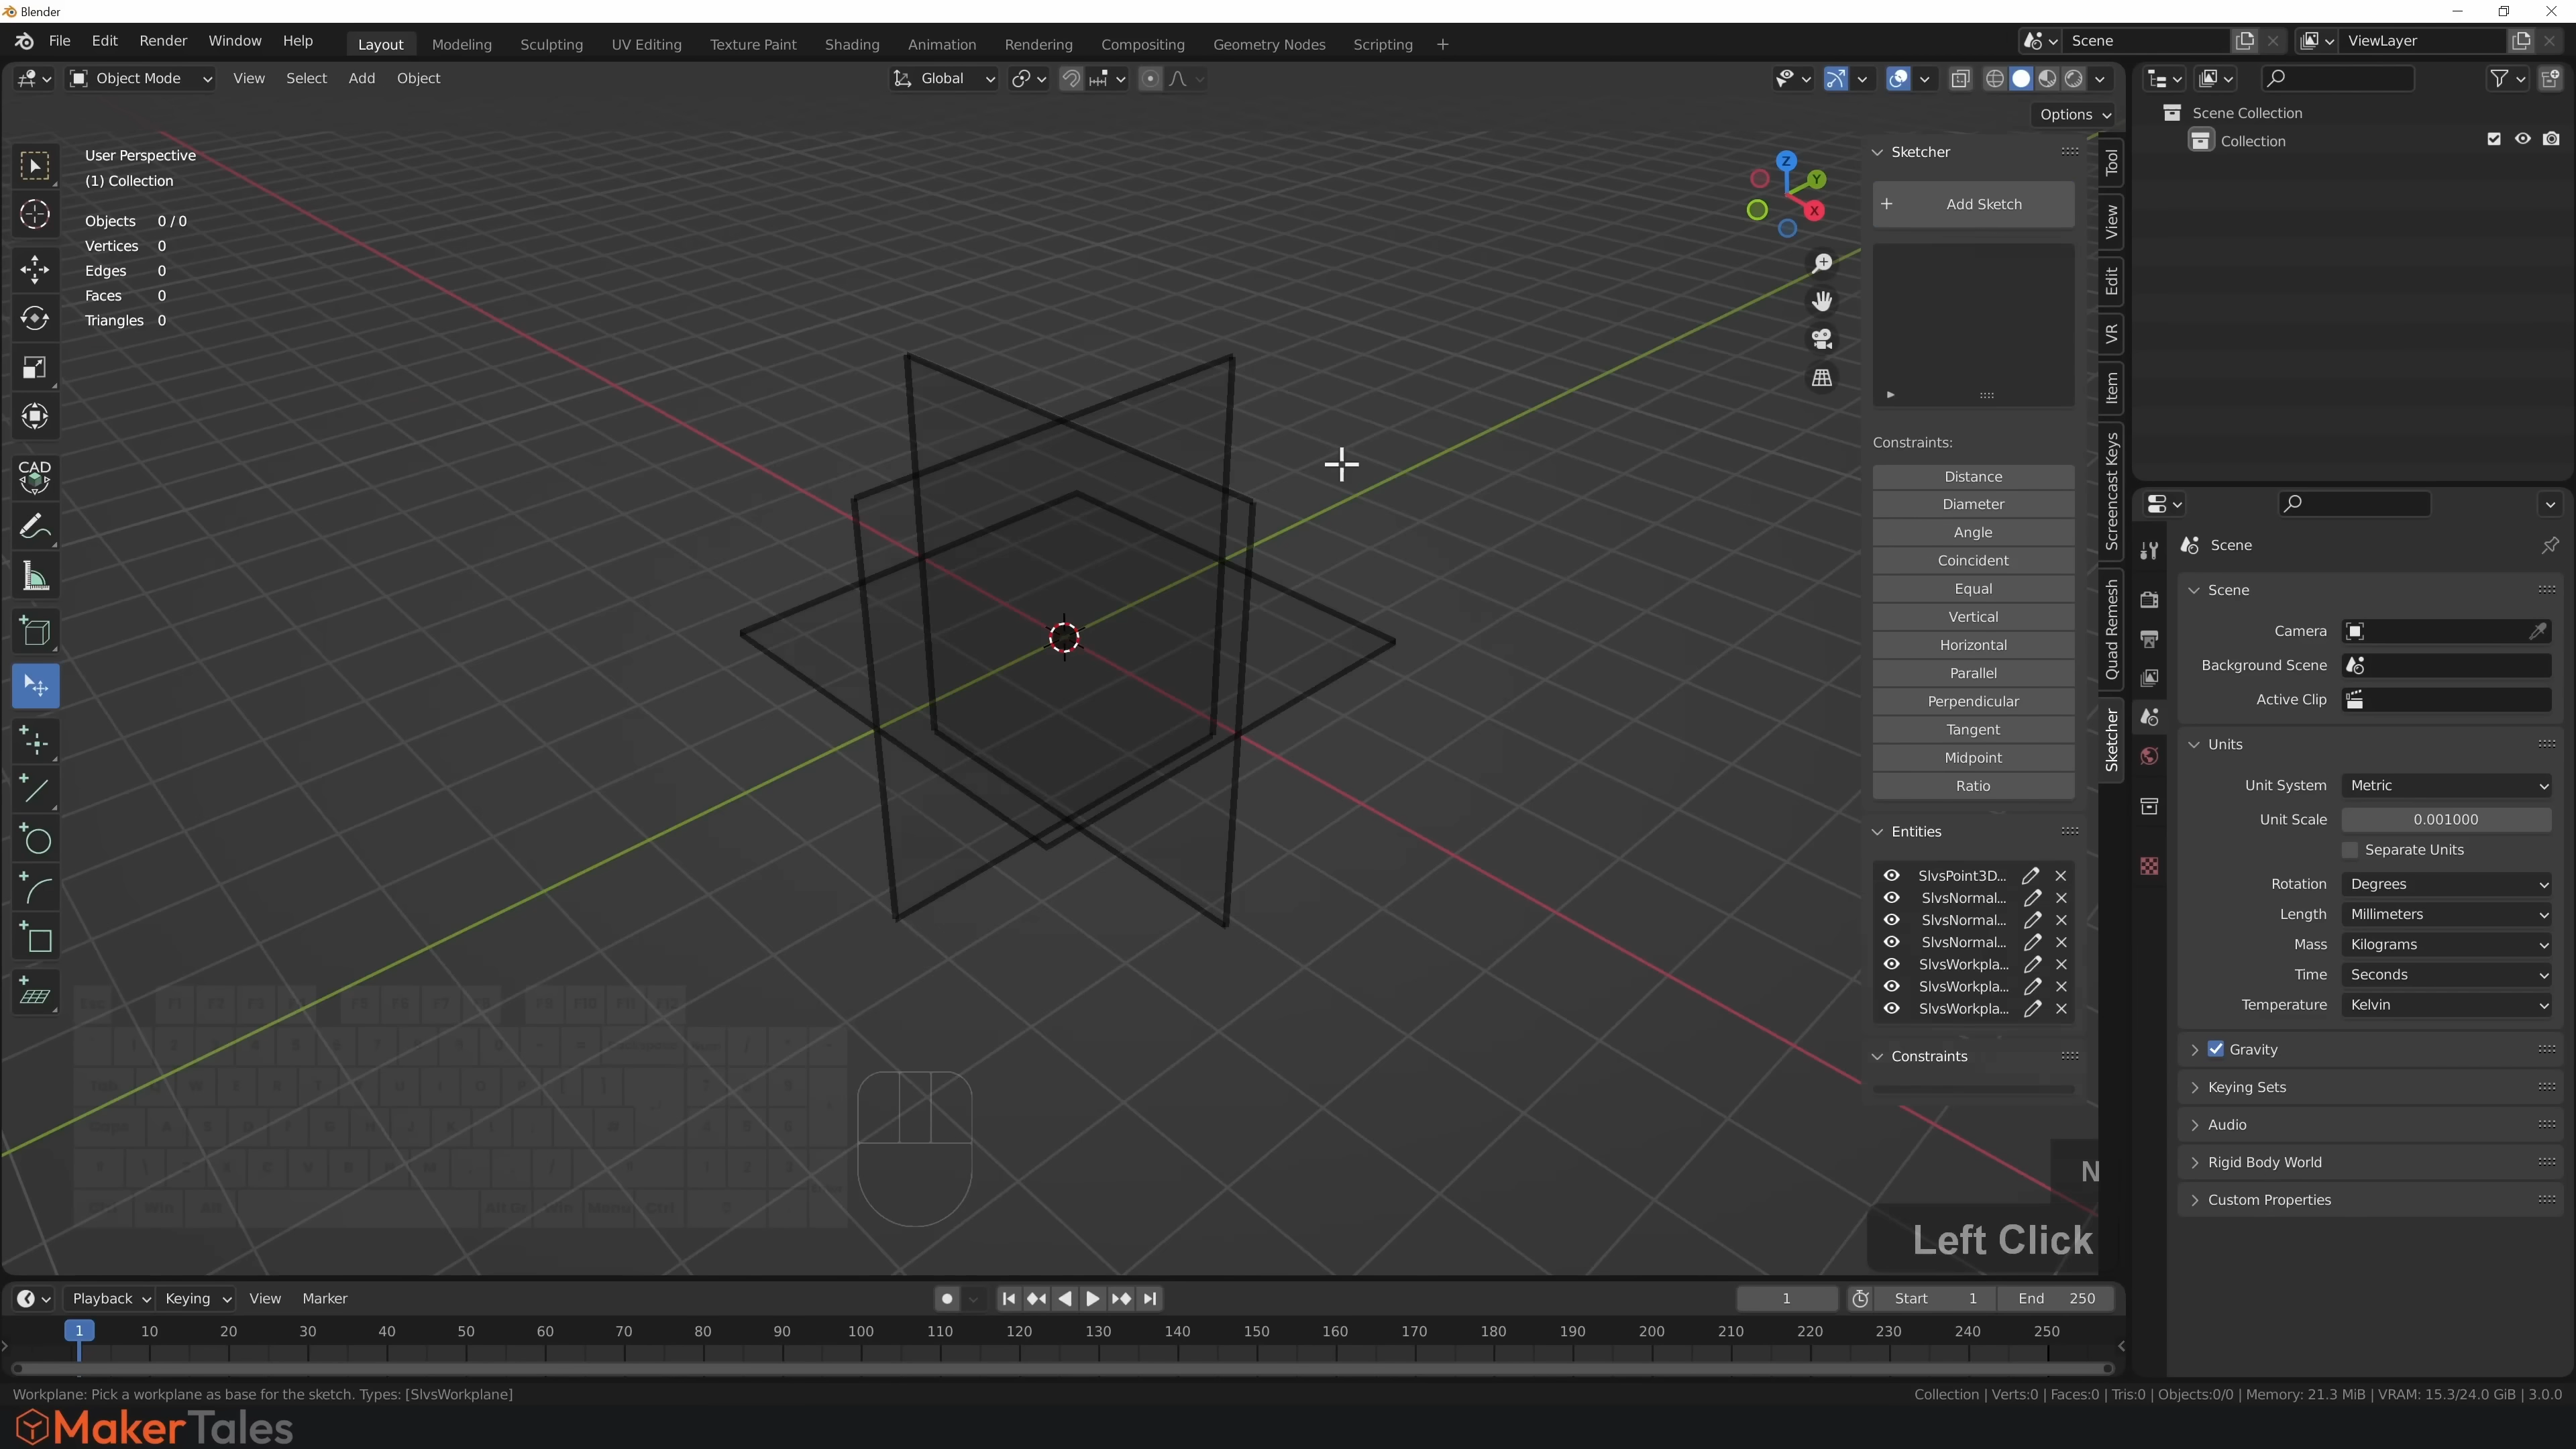 Blender
File Edit Render Window Help Layout Modeling Sculpting UV Editing Texture Paint Shading Animation Rendering Compositing Geometry Nodes Scripting + Scene ViewLayer
Object Mode View Select Add Object Global
Options
User Perspective
(1) Collection
Objects 0 / 0
Vertices 0
Edges 0
Faces 0
Triangles 0
CAD
Z
Y
X
Sketcher
Add Sketch
Constraints:
Distance
Diameter
Angle
Coincident
Equal
Vertical
Horizontal
Parallel
Perpendicular
Tangent
Midpoint
Ratio
Entities
SlvsPoint3D...
SlvsNormal...
SlvsNormal...
SlvsNormal...
SlvsWorkpla...
SlvsWorkpla...
SlvsWorkpla...
Constraints
Tool
View
Edit
VR
Item
Screencast Keys
Quad Remesh
Sketcher
N
Left Click
Scene Collection
Collection
Scene
Scene
Camera
Background Scene
Active Clip
Units
Unit System Metric
Unit Scale 0.001000
Separate Units
Rotation Degrees
Length Millimeters
Mass Kilograms
Time Seconds
Temperature Kelvin
Gravity
Keying Sets
Audio
Rigid Body World
Custom Properties
Playback Keying View Marker 1 Start 1 End 250
1 10 20 30 40 50 60 70 80 90 100 110 120 130 140 150 160 170 180 190 200 210 220 230 240 250
Workplane: Pick a workplane as base for the sketch. Types: [SlvsWorkplane]
Collection | Verts:0 | Faces:0 | Tris:0 | Objects:0/0 | Memory: 21.3 MiB | VRAM: 15.3/24.0 GiB | 3.0.0
MakerTales